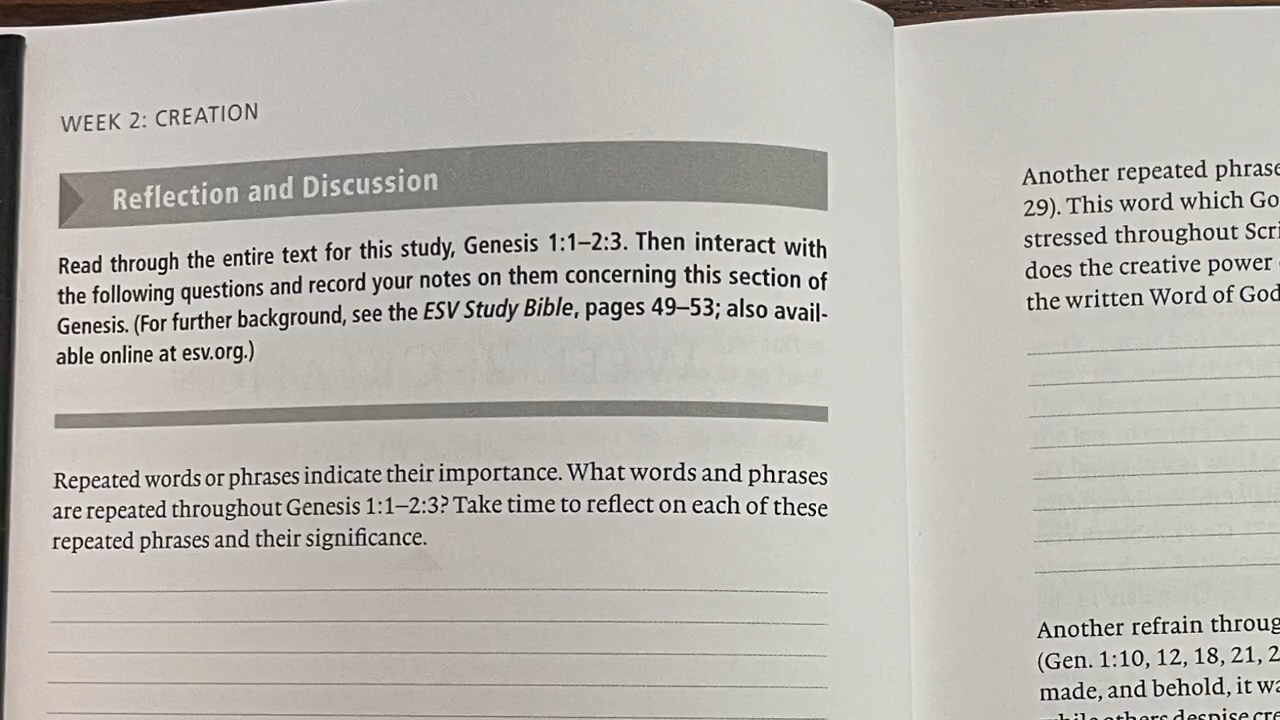 WEEK 2: CREATION
Reflection and Discussion
Read through the entire text for this study, Genesis 1:1–2:3. Then interact with
the following questions and record your notes on them concerning this section of
Genesis. (For further background, see the ESV Study Bible, pages 49–53; also avail-
able online at esv.org.)
Repeated words or phrases indicate their importance. What words and phrases
are repeated throughout Genesis 1:1–2:3? Take time to reflect on each of these
repeated phrases and their significance.
Another repeated phrase
29). This word which Go
stressed throughout Scri
does the creative power
the written Word of God
Another refrain throug
(Gen. 1:10, 12, 18, 21, 2
made, and behold, it wa
while others despise cre